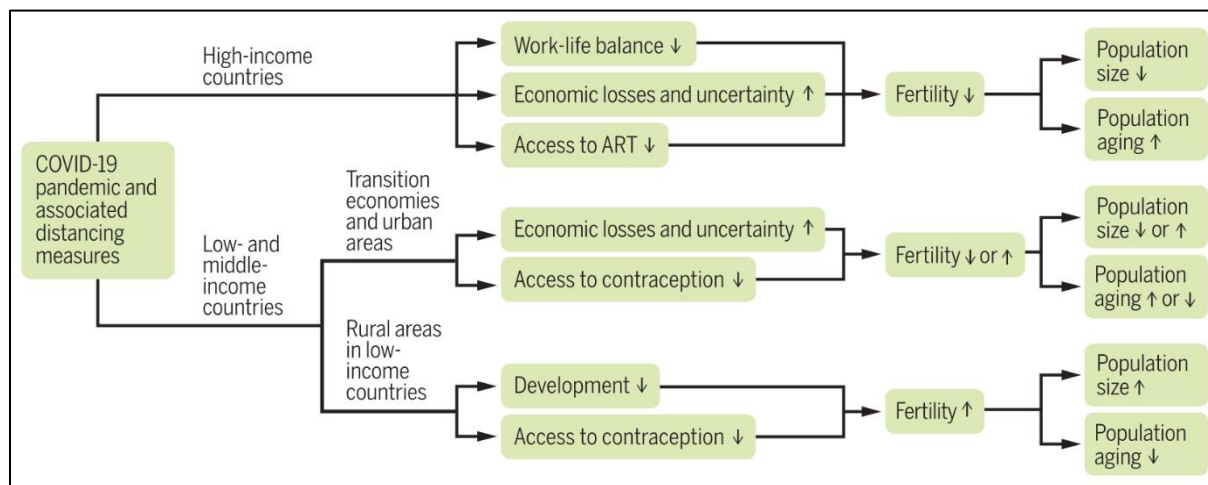 COVID-19
pandemic and
associated
distancing
measures
High-income
countries
Work-life balance ↓
Economic losses and uncertainty ↑
Access to ART ↓
Fertility ↓
Population
size ↓
Population
aging ↑
Low- and
middle-
income
countries
Transition
economies
and urban
areas
Economic losses and uncertainty ↑
Access to contraception ↓
Fertility ↓ or ↑
Population
size ↓ or ↑
Population
aging ↑ or ↓
Rural areas
in low-
income
countries
Development ↓
Access to contraception ↓
Fertility ↑
Population
size ↑
Population
aging ↓